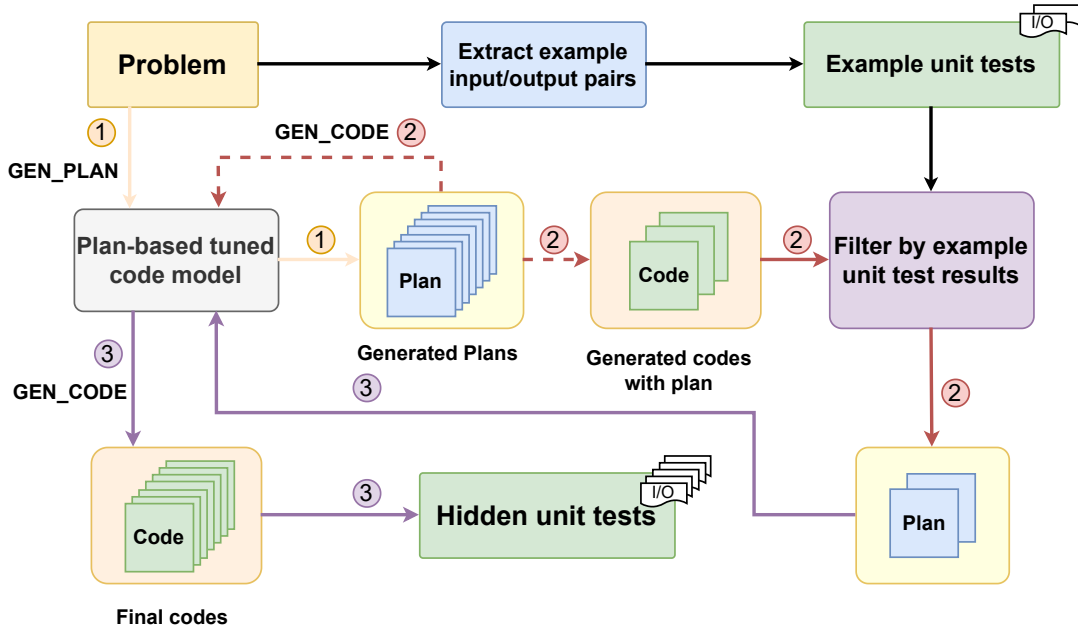 Problem
Extract example
input/output pairs
I/O
Example unit tests
1
GEN_PLAN
GEN_CODE
2
Plan-based tuned
code model
1
Plan
2
Code
2
Filter by example
unit test results
Generated Plans
Generated codes
with plan
3
GEN_CODE
3
2
Code
3
I/O
Hidden unit tests
Plan
Final codes